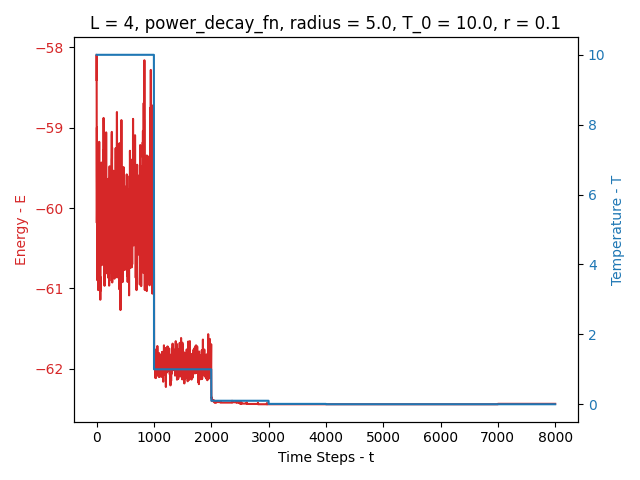 L = 4, power_decay_fn, radius = 5.0, T_0 = 10.0, r = 0.1
−58
−59
−60
−61
−62
Energy - E
10
8
6
4
2
0
Temperature - T
0 1000 2000 3000 4000 5000 6000 7000 8000
Time Steps - t